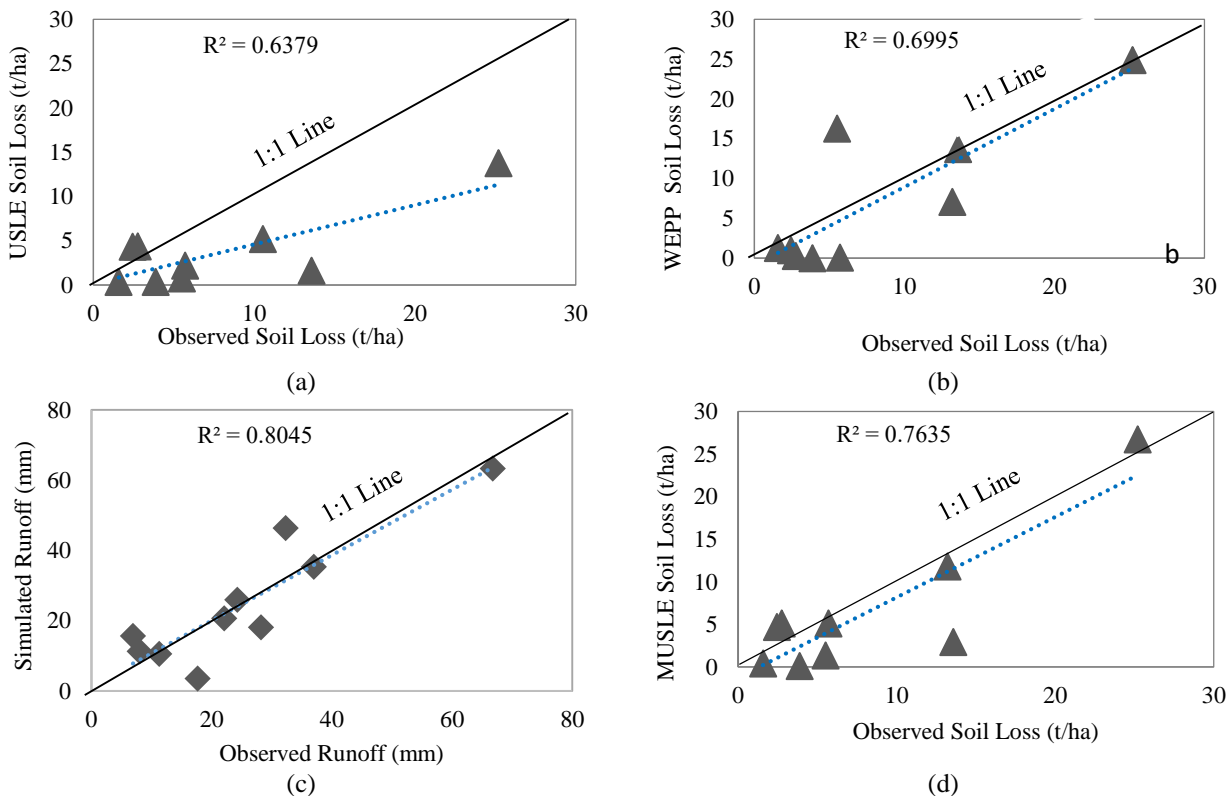 30
25
20
15
10
5
0
USLE Soil Loss (t/ha)
R² = 0.6379
1:1 Line
0 10 20 30
Observed Soil Loss (t/ha)
(a)
30
25
20
15
10
5
0
WEPP Soil Loss (t/ha)
R² = 0.6995
1:1 Line
b
0 10 20 30
Observed Soil Loss (t/ha)
(b)
80
60
40
20
0
Simulated Runoff (mm)
R² = 0.8045
1:1 Line
0 20 40 60 80
Observed Runoff (mm)
(c)
30
25
20
15
10
5
0
MUSLE Soil Loss (t/ha)
R² = 0.7635
1:1 Line
0 10 20 30
Observed Soil Loss (t/ha)
(d)